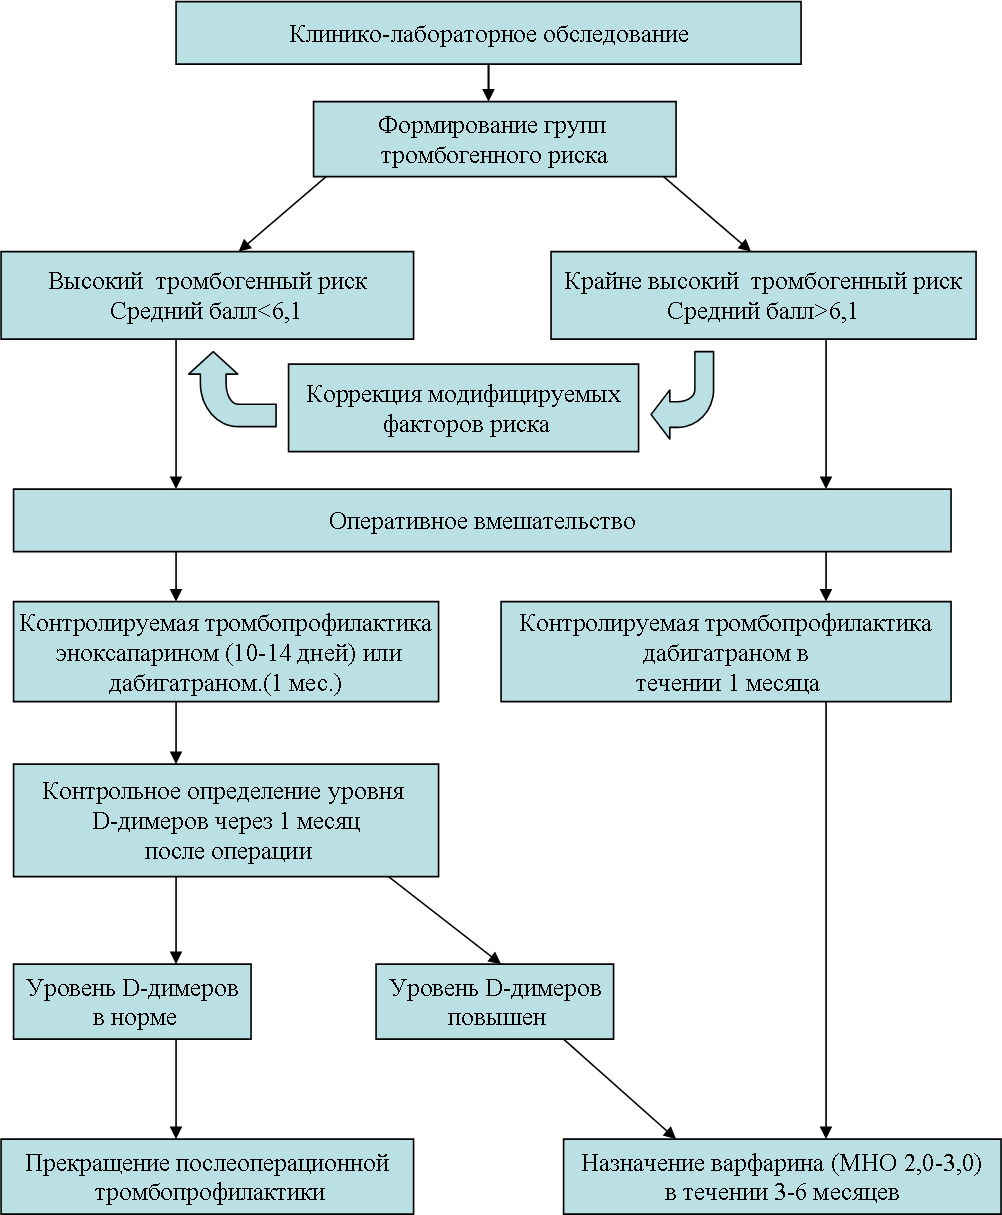 Клинико-лабораторное обследование
Формирование групп
тромбогенного риска
Высокий тромбогенный риск
Средний балл<6,1
Крайне высокий тромбогенный риск
Средний балл>6,1
Коррекция модифицируемых
факторов риска
Оперативное вмешательство
Контролируемая тромбопрофилактика
эноксапарином (10-14 дней) или
дабигатраном.(1 мес.)
Контролируемая тромбопрофилактика
дабигатраном в
течении 1 месяца
Контрольное определение уровня
D-димеров через 1 месяц
после операции
Уровень D-димеров
в норме
Уровень D-димеров
повышен
Прекращение послеоперационной
тромбопрофилактики
Назначение варфарина (МНО 2,0-3,0)
в течении 3-6 месяцев